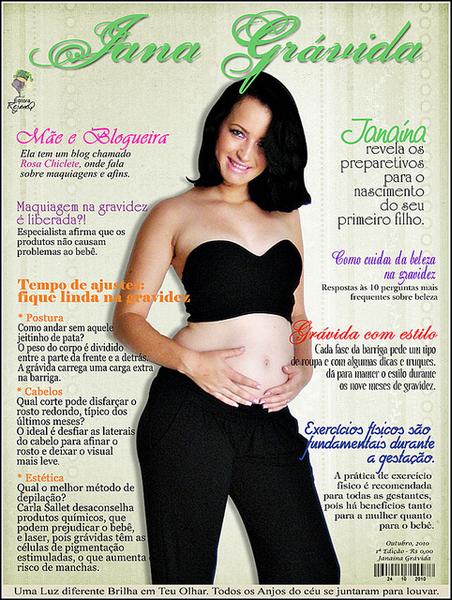 Jana Grávida
Editora
Mãe e Blogueira
Ela tem um blog chamado
Rosa Chiclete, onde fala
sobre maquiagens e afins.
Maquiagem na gravidez
é liberada?!
Especialista afirma que os
produtos não causam
problemas ao bebê.
Tempo de ajustes:
fique linda na gravidez
* Postura
Como andar sem aquele
jeitinho de pata?
O peso do corpo é dividido
entre a parte da frente e a detrás.
A grávida carrega uma carga extra
na barriga.
* Cabelos
Qual corte pode disfarçar o
rosto redondo, típico dos
últimos meses?
O ideal é desfiar as laterais
do cabelo para afinar o
rosto e deixar o visual
mais leve.
* Estética
Qual o melhor método de
depilação?
Carla Sallet desaconselha
produtos químicos, que
podem prejudicar o bebê,
e laser, pois grávidas têm as
células de pigmentação
estimuladas, o que aumenta
risco de manchas.
Janaína
revela os
preparetivos
para o
nascimento
do seu
primeiro filho.
Como cuidar da beleza
na gravidez
Respostas às 10 perguntas mais
frequentes sobre beleza
Grávida com estilo
Cada fase da barriga pede um tipo
de roupa e com algumas dicas e truques,
dá para manter o estilo durante
os nove meses de gravidez.
Exercícios físicos são
fundamentais durante
a gestação.
A prática de exercício
físico é recomendada
para todas as gestantes,
pois há benefícios tanto
para a mulher quanto
para o bebê.
Outubro, 2010
1ª Edição - R$ 0,00
Janaina Grávida
24 10 2010
Uma Luz diferente Brilha em Teu Olhar. Todos os Anjos do céu se juntaram para louvar.